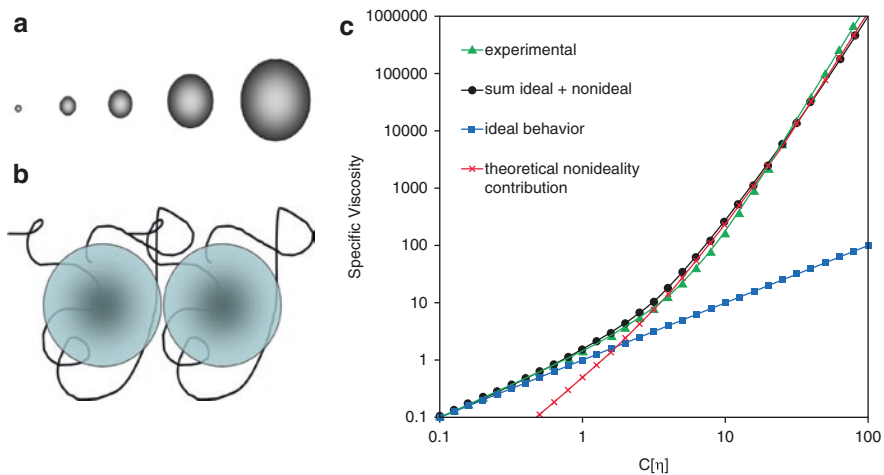 a
b
c
1000000
100000
10000
1000
100
10
1
0.1
Specific Viscosity
experimental
sum ideal + nonideal
ideal behavior
theoretical nonideality
contribution
0.1
1
10
100
C[η]